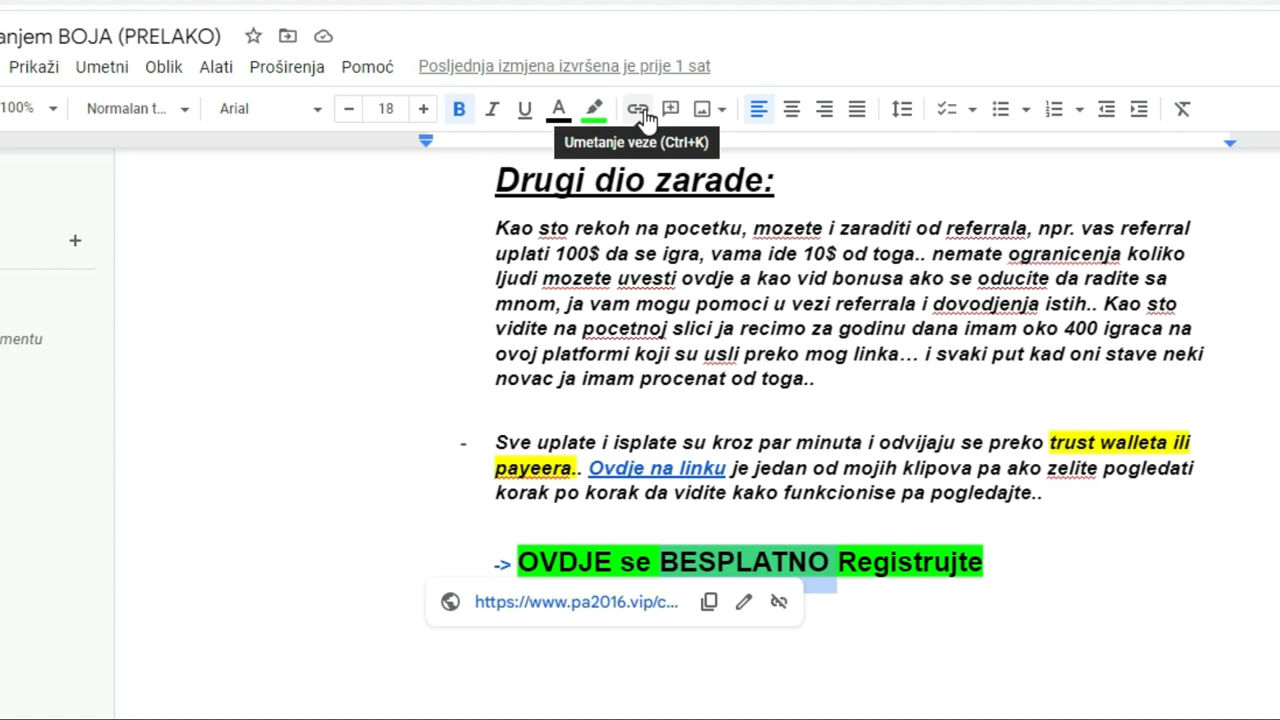 anjem BOJA (PRELAKO)
Prikaži Umetni Oblik Alati Proširenja Pomoć Posljednja izmjena izvršena je prije 1 sat
100% Normalan t... Arial 18 B I U A
Umetanje veze (Ctrl+K)
Drugi dio zarade:
Kao sto rekoh na pocetku, mozete i zaraditi od referrala, npr. vas referral
uplati 100$ da se igra, vama ide 10$ od toga.. nemate ogranicenja koliko
ljudi mozete uvesti ovdje a kao vid bonusa ako se oducite da radite sa
mnom, ja vam mogu pomoci u vezi referrala i dovodjenja istih.. Kao sto
vidite na pocetnoj slici ja recimo za godinu dana imam oko 400 igraca na
ovoj platformi koji su usli preko mog linka... i svaki put kad oni stave neki
novac ja imam procenat od toga..
mentu
- Sve uplate i isplate su kroz par minuta i odvijaju se preko trust walleta ili
payeera.. Ovdje na linku je jedan od mojih klipova pa ako zelite pogledati
korak po korak da vidite kako funkcionise pa pogledajte..
-> OVDJE se BESPLATNO Registrujte
https://www.pa2016.vip/c...